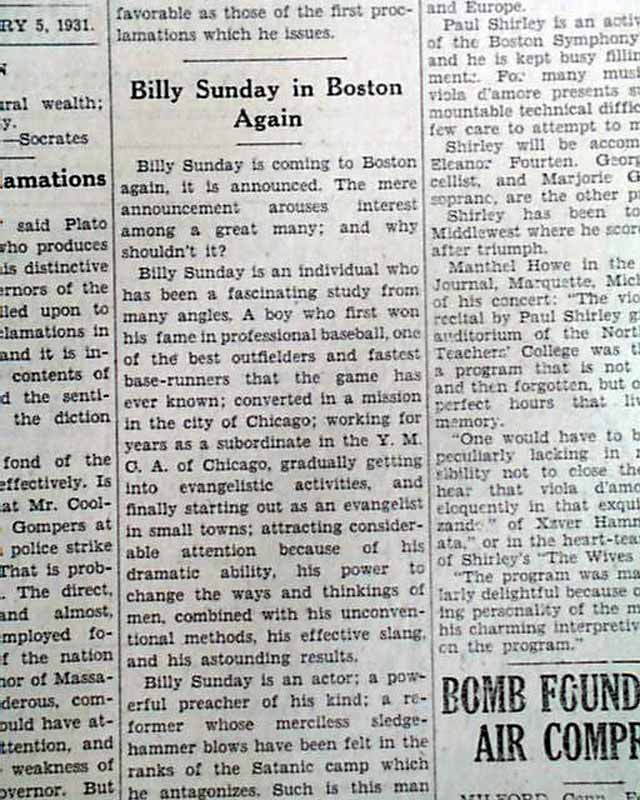 RY 5, 1931.
ural wealth;
y.
—Socrates
lamations
said Plato
who produces
is distinctive
ernors of the
lled upon to
clamations in
and it is in-
contents of
d the senti-
the diction
fond of the
effectively. Is
at Mr. Cool-
Gompers at
police strike
That is prob-
. The direct,
and almost,
employed fo-
f the nation
nor of Massa-
derous, com-
ould have at-
ttention, and
weakness of
overnor. But
favorable as those of the first proc-
lamations which he issues.
Billy Sunday in Boston
Again
Billy Sunday is coming to Boston
again, it is announced. The mere
announcement arouses interest
among a great many; and why
shouldn't it?
Billy Sunday is an individual who
has been a fascinating study from
many angles. A boy who first won
his fame in professional baseball, one
of the best outfielders and fastest
base-runners that the game has
ever known; converted in a mission
in the city of Chicago; working for
years as a subordinate in the Y. M.
C. A. of Chicago, gradually getting
into evangelistic activities, and
finally starting out as an evangelist
in small towns; attracting consider-
able attention because of his
dramatic ability, his power to
change the ways and thinkings of
men, combined with his unconven-
tional methods, his effective slang,
and his astounding results.
Billy Sunday is an actor; a pow-
erful preacher of his kind; a re-
former whose merciless sledge-
hammer blows have been felt in the
ranks of the Satanic camp which
he antagonizes. Such is this man
and Europe.
Paul Shirley is an activ
of the Boston Symphony
and he is kept busy fillin
ments. For many mus
viola d'amore presents su
mountable technical diffic
few care to attempt to m
Shirley will be accom
Eleanor Fourten. Georg
cellist, and Marjorie G
soprano, are the other p
Shirley has been to
Middlewest where he score
after triumph.
Manthel Howe in the
Journal, Marquette, Mich
of his concert: "The vio
recital by Paul Shirley g
auditorium of the North
Teachers' College was t
a program that is not
and then forgotten, but o
perfect hours that liv
memory.
"One would have to b
peculiarly lacking in
sibility not to close the
hear that viola d'amo
eloquently in that exqui
of Xaver Hamm
ata," or in the heart-tea
of Shirley's "The Wives
"The program was ma
larly delightful because o
ing personality of the m
his charming interpretiv
on the program."
BOMB FOUND
AIR COMPR
MILFORD, Conn., F